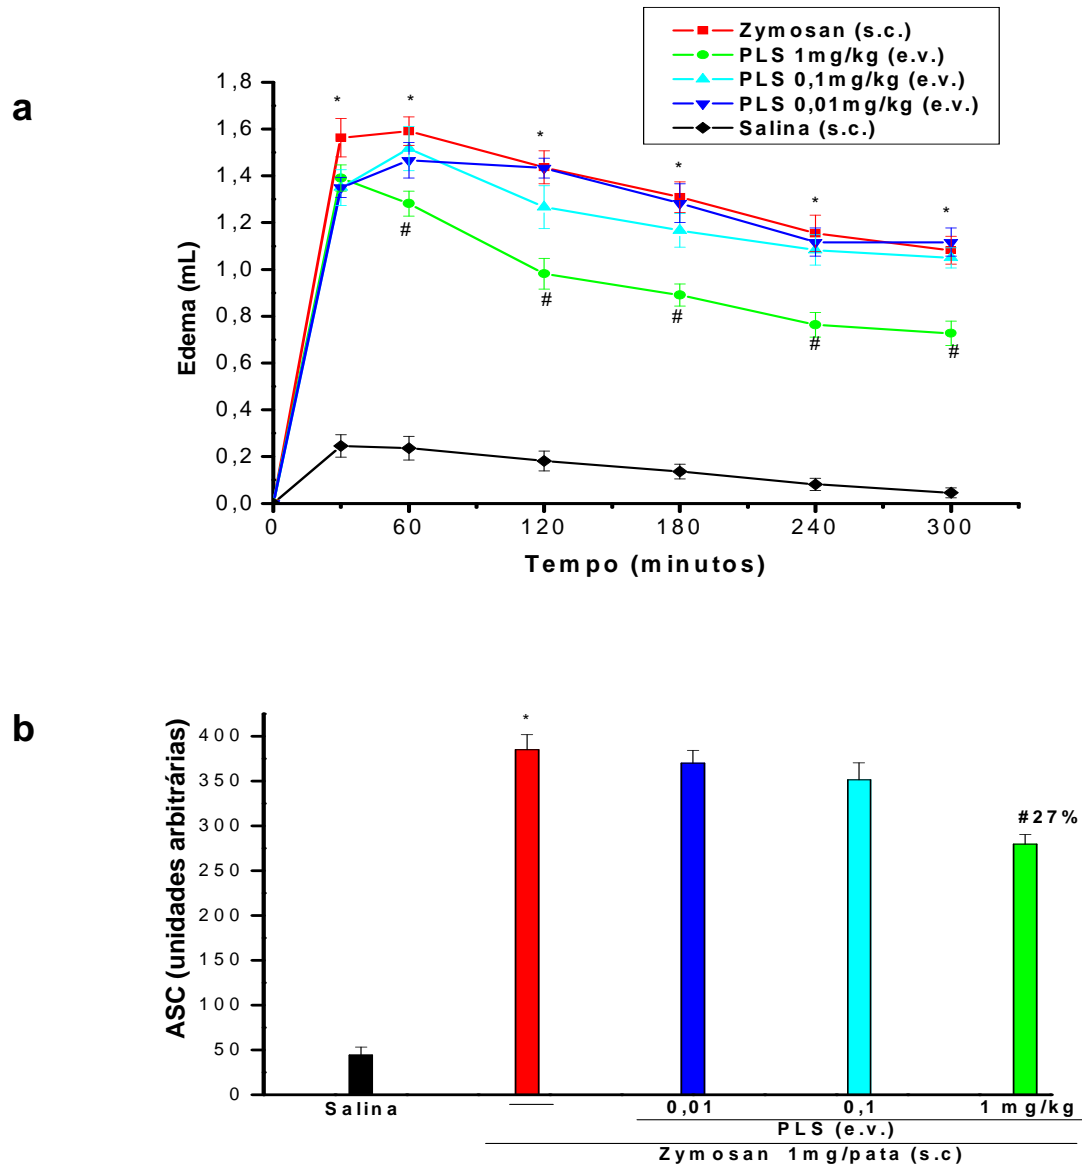 Zymosan (s.c.)
PLS 1mg/kg (e.v.)
PLS 0,1mg/kg (e.v.)
PLS 0,01mg/kg (e.v.)
Salina (s.c.)
a
1,8
1,6
1,4
1,2
1,0
0,8
0,6
0,4
0,2
0,0
Edema (mL)
* * * * * *
# # # # #
0 60 120 180 240 300
Tempo (minutos)
b
400
350
300
250
200
150
100
50
0
ASC (unidades arbitrárias)
*
#27%
Salina 0,01 0,1 1 mg/kg
PLS (e.v.)
Zymosan 1mg/pata (s.c)